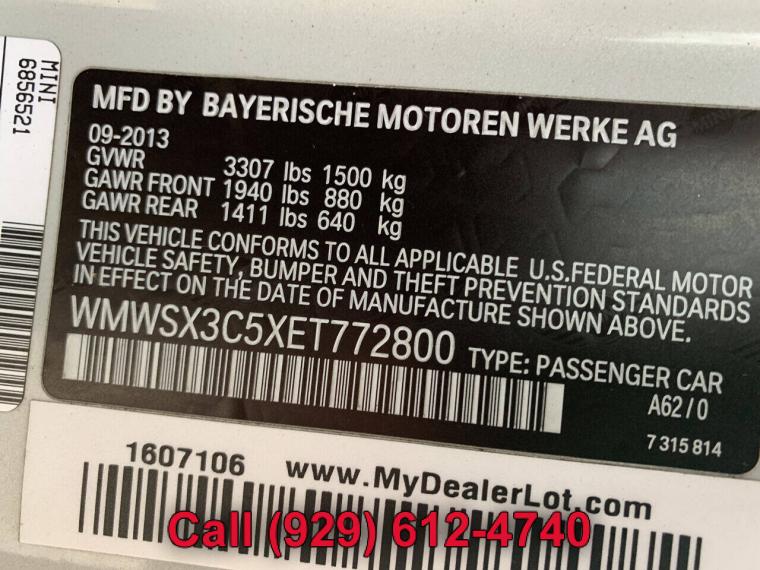 MINI
6856521
MFD BY BAYERISCHE MOTOREN WERKE AG
09-2013
GVWR 3307 lbs 1500 kg
GAWR FRONT 1940 lbs 880 kg
GAWR REAR 1411 lbs 640 kg
THIS VEHICLE CONFORMS TO ALL APPLICABLE U.S.FEDERAL MOTOR
VEHICLE SAFETY, BUMPER AND THEFT PREVENTION STANDARDS
IN EFFECT ON THE DATE OF MANUFACTURE SHOWN ABOVE.
WMWSX3C5XET772800 TYPE: PASSENGER CAR
A62/0
7 315 814
1607106 www.MyDealerLot.com
Call (929) 612-4740